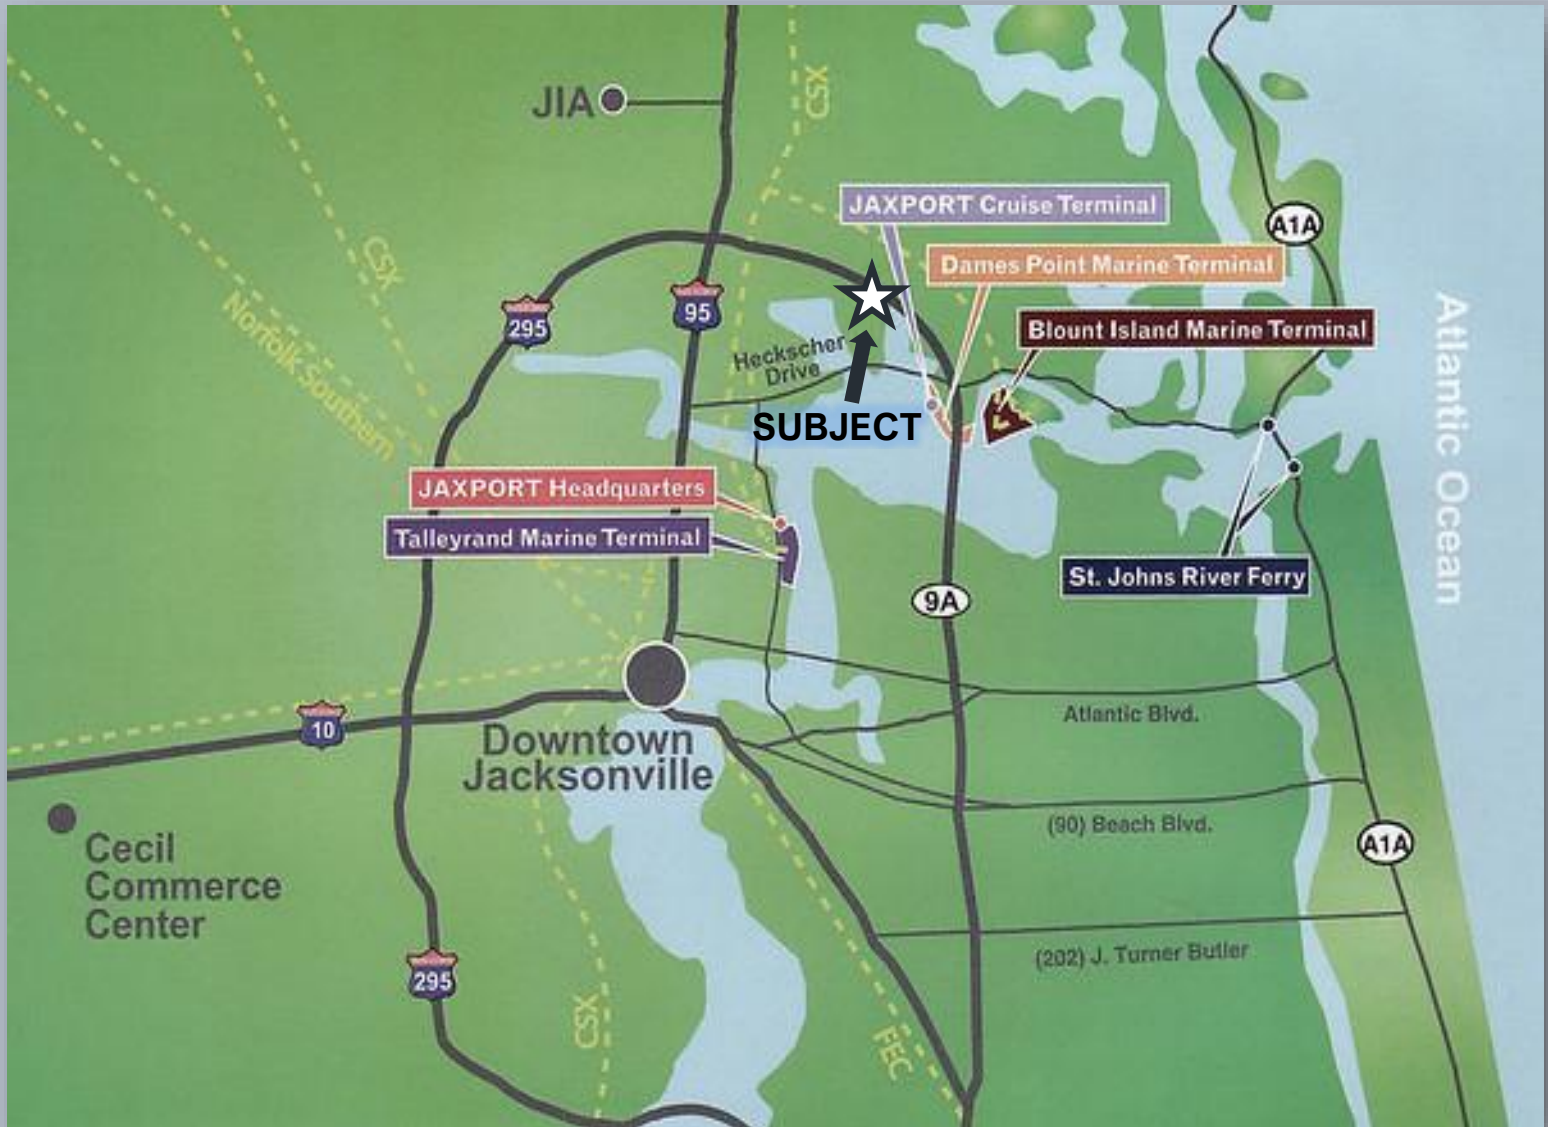 CSX
JIA
JAXPORT Cruise Terminal
A1A
CSX
Dames Point Marine Terminal
295
95
Blount Island Marine Terminal
Norfolk Southern
Heckscher
Drive
Atlantic Ocean
SUBJECT
JAXPORT Headquarters
Talleyrand Marine Terminal
St. Johns River Ferry
9A
10
Atlantic Blvd.
Downtown
Jacksonville
(90) Beach Blvd.
A1A
Cecil
Commerce
Center
(202) J. Turner Butler
295
CSX
FEC